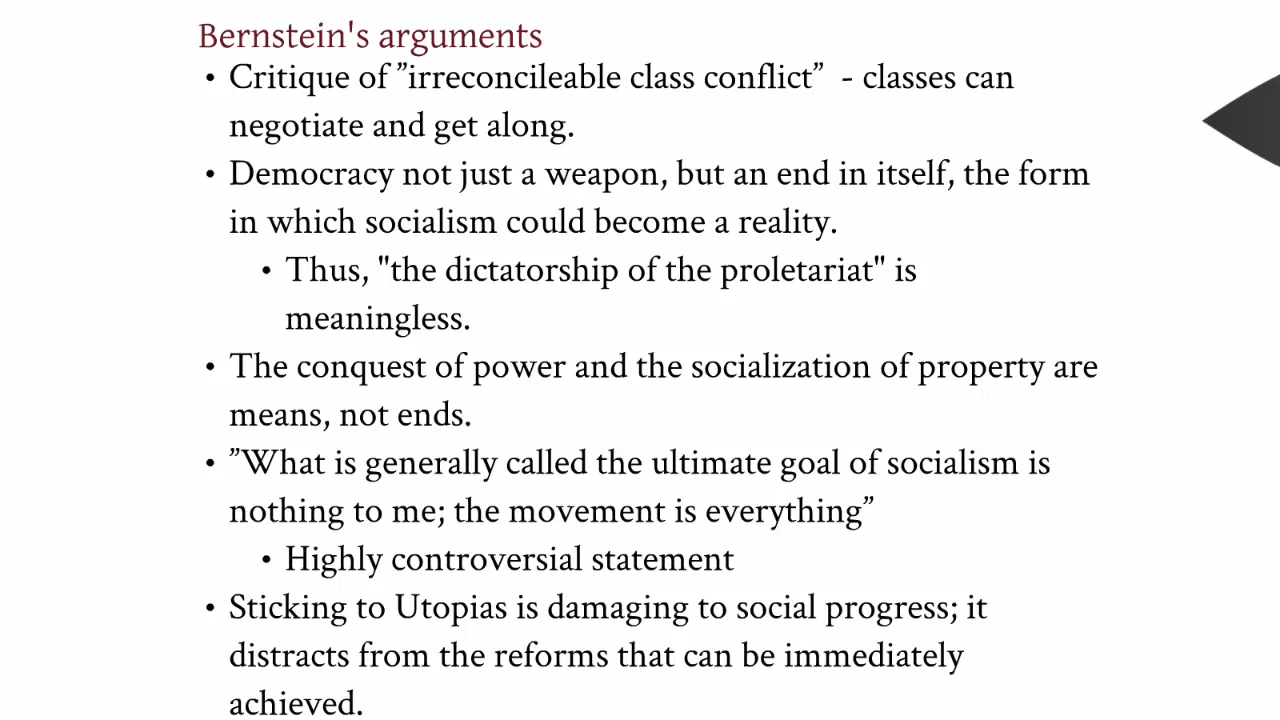 Bernstein's arguments
• Critique of ”irreconcileable class conflict” - classes can
negotiate and get along.
• Democracy not just a weapon, but an end in itself, the form
in which socialism could become a reality.
• Thus, "the dictatorship of the proletariat" is
meaningless.
• The conquest of power and the socialization of property are
means, not ends.
• ”What is generally called the ultimate goal of socialism is
nothing to me; the movement is everything”
• Highly controversial statement
• Sticking to Utopias is damaging to social progress; it
distracts from the reforms that can be immediately
achieved.